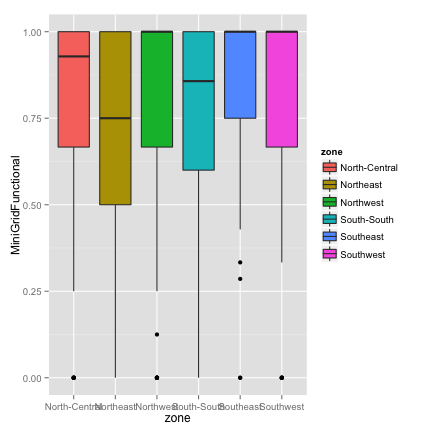 1.00
0.75
0.50
0.25
0.00
MiniGridFunctional
North-Central
Northeast
Northwest
South-South
Southeast
Southwest
zone
zone
North-Central
Northeast
Northwest
South-South
Southeast
Southwest